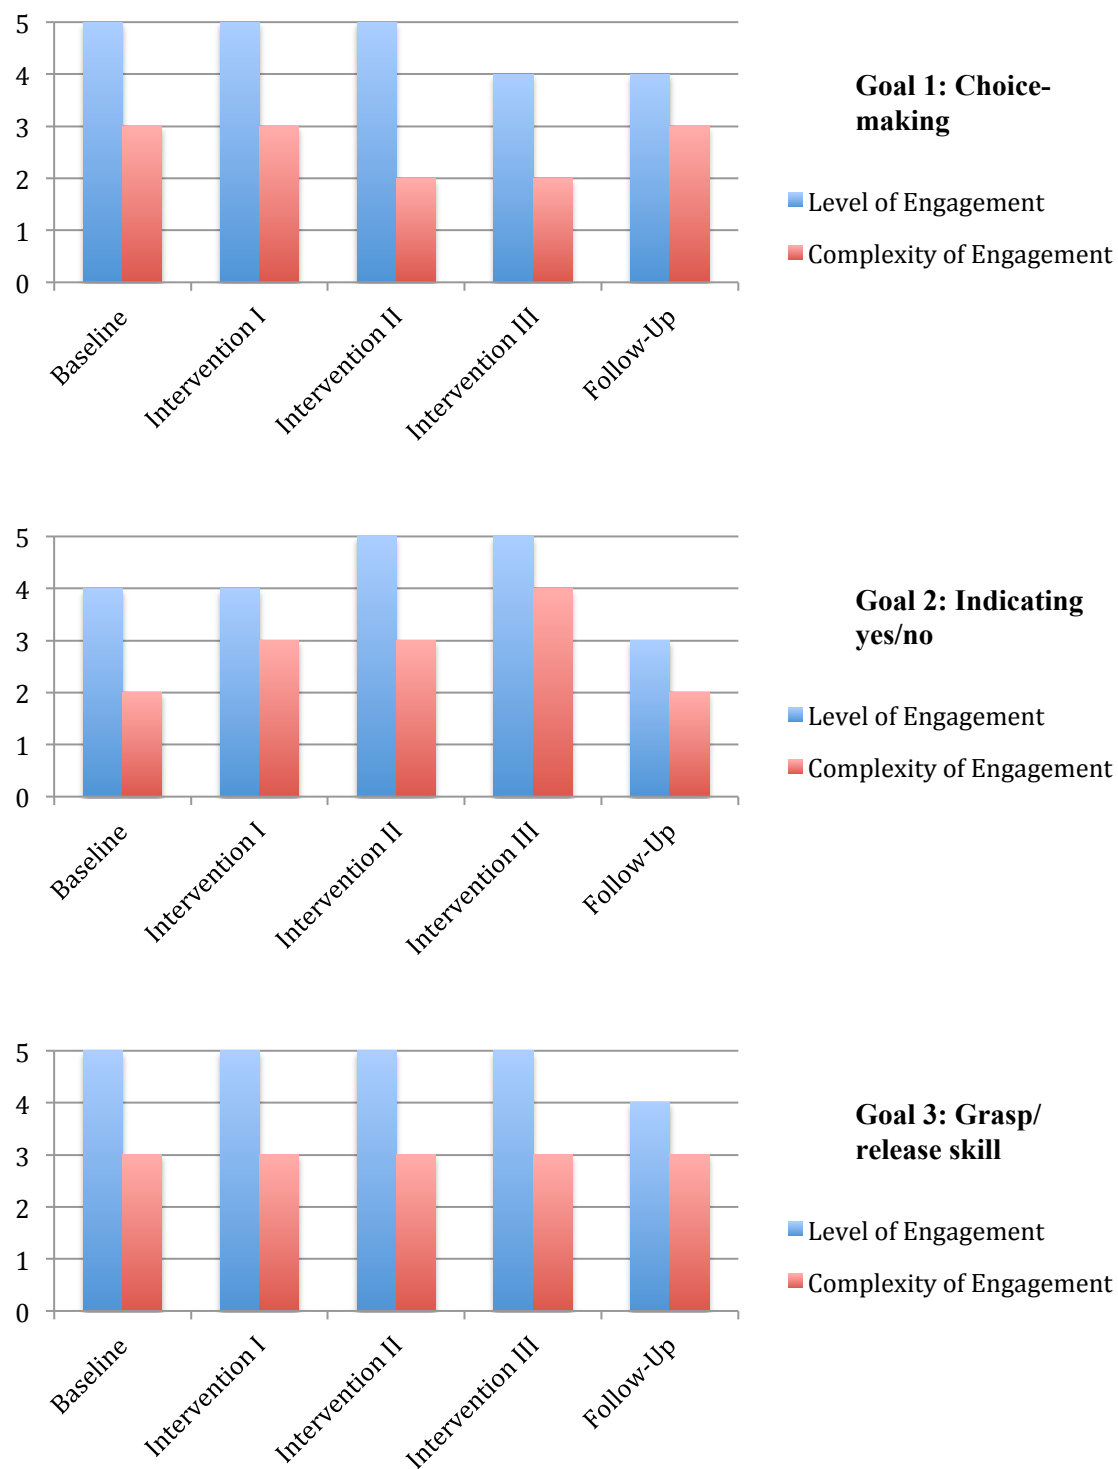 5
4
3
2
1
0
Baseline
Intervention I
Intervention II
Intervention III
Follow-Up
Goal 1: Choice-
making
Level of Engagement
Complexity of Engagement
5
4
3
2
1
0
Baseline
Intervention I
Intervention II
Intervention III
Follow-Up
Goal 2: Indicating
yes/no
Level of Engagement
Complexity of Engagement
5
4
3
2
1
0
Baseline
Intervention I
Intervention II
Intervention III
Follow-Up
Goal 3: Grasp/
release skill
Level of Engagement
Complexity of Engagement